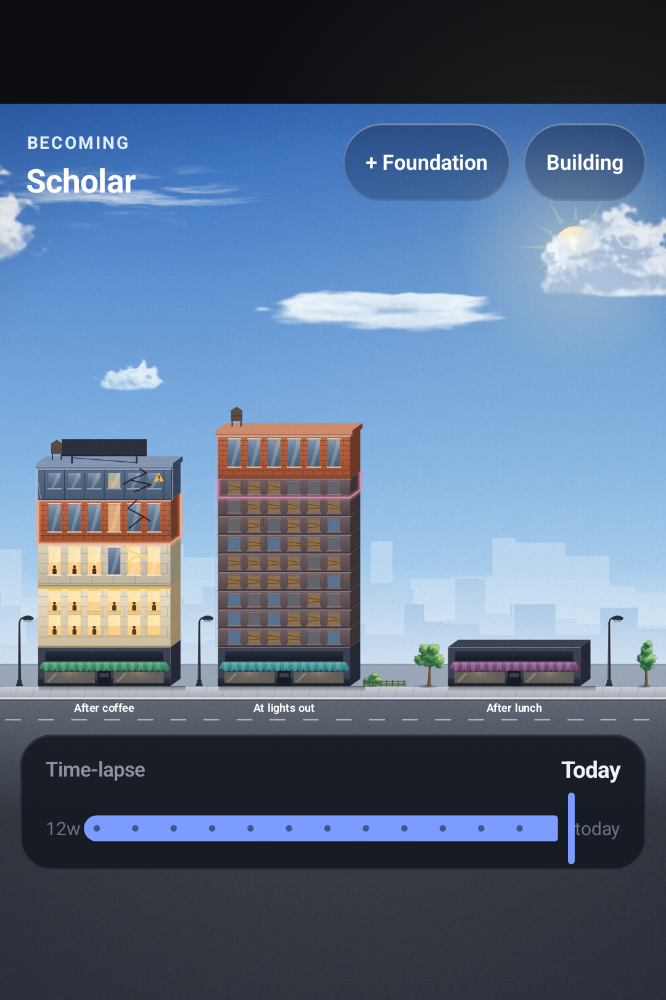 BECOMING
Scholar
+ Foundation
Building
After coffee
At lights out
After lunch
Time-lapse
Today
12w
today